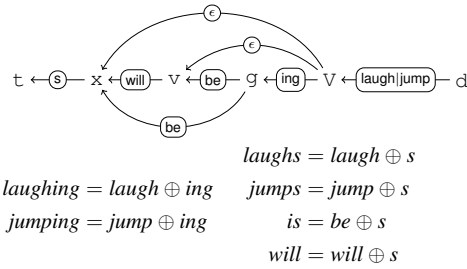 ϵ
ϵ
t s x will v be g ing V laugh|jump d
be
laughs = laugh ⊕ s
laughing = laugh ⊕ ing jumps = jump ⊕ s
jumping = jump ⊕ ing is = be ⊕ s
will = will ⊕ s